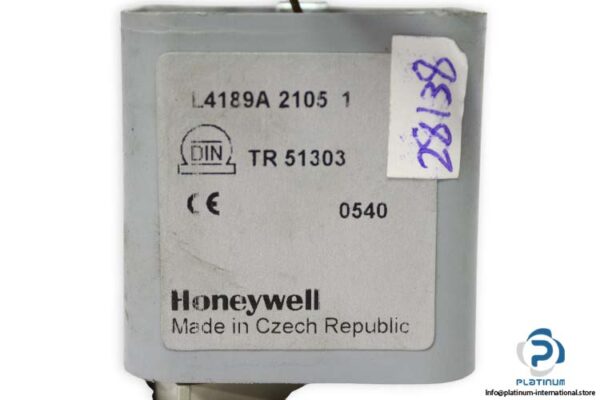 L4189A 2105 1
28138
DIN TR 51303
CE 0540
Honeywell
Made in Czech Republic
PLATINUM
Info@platinum-international.store